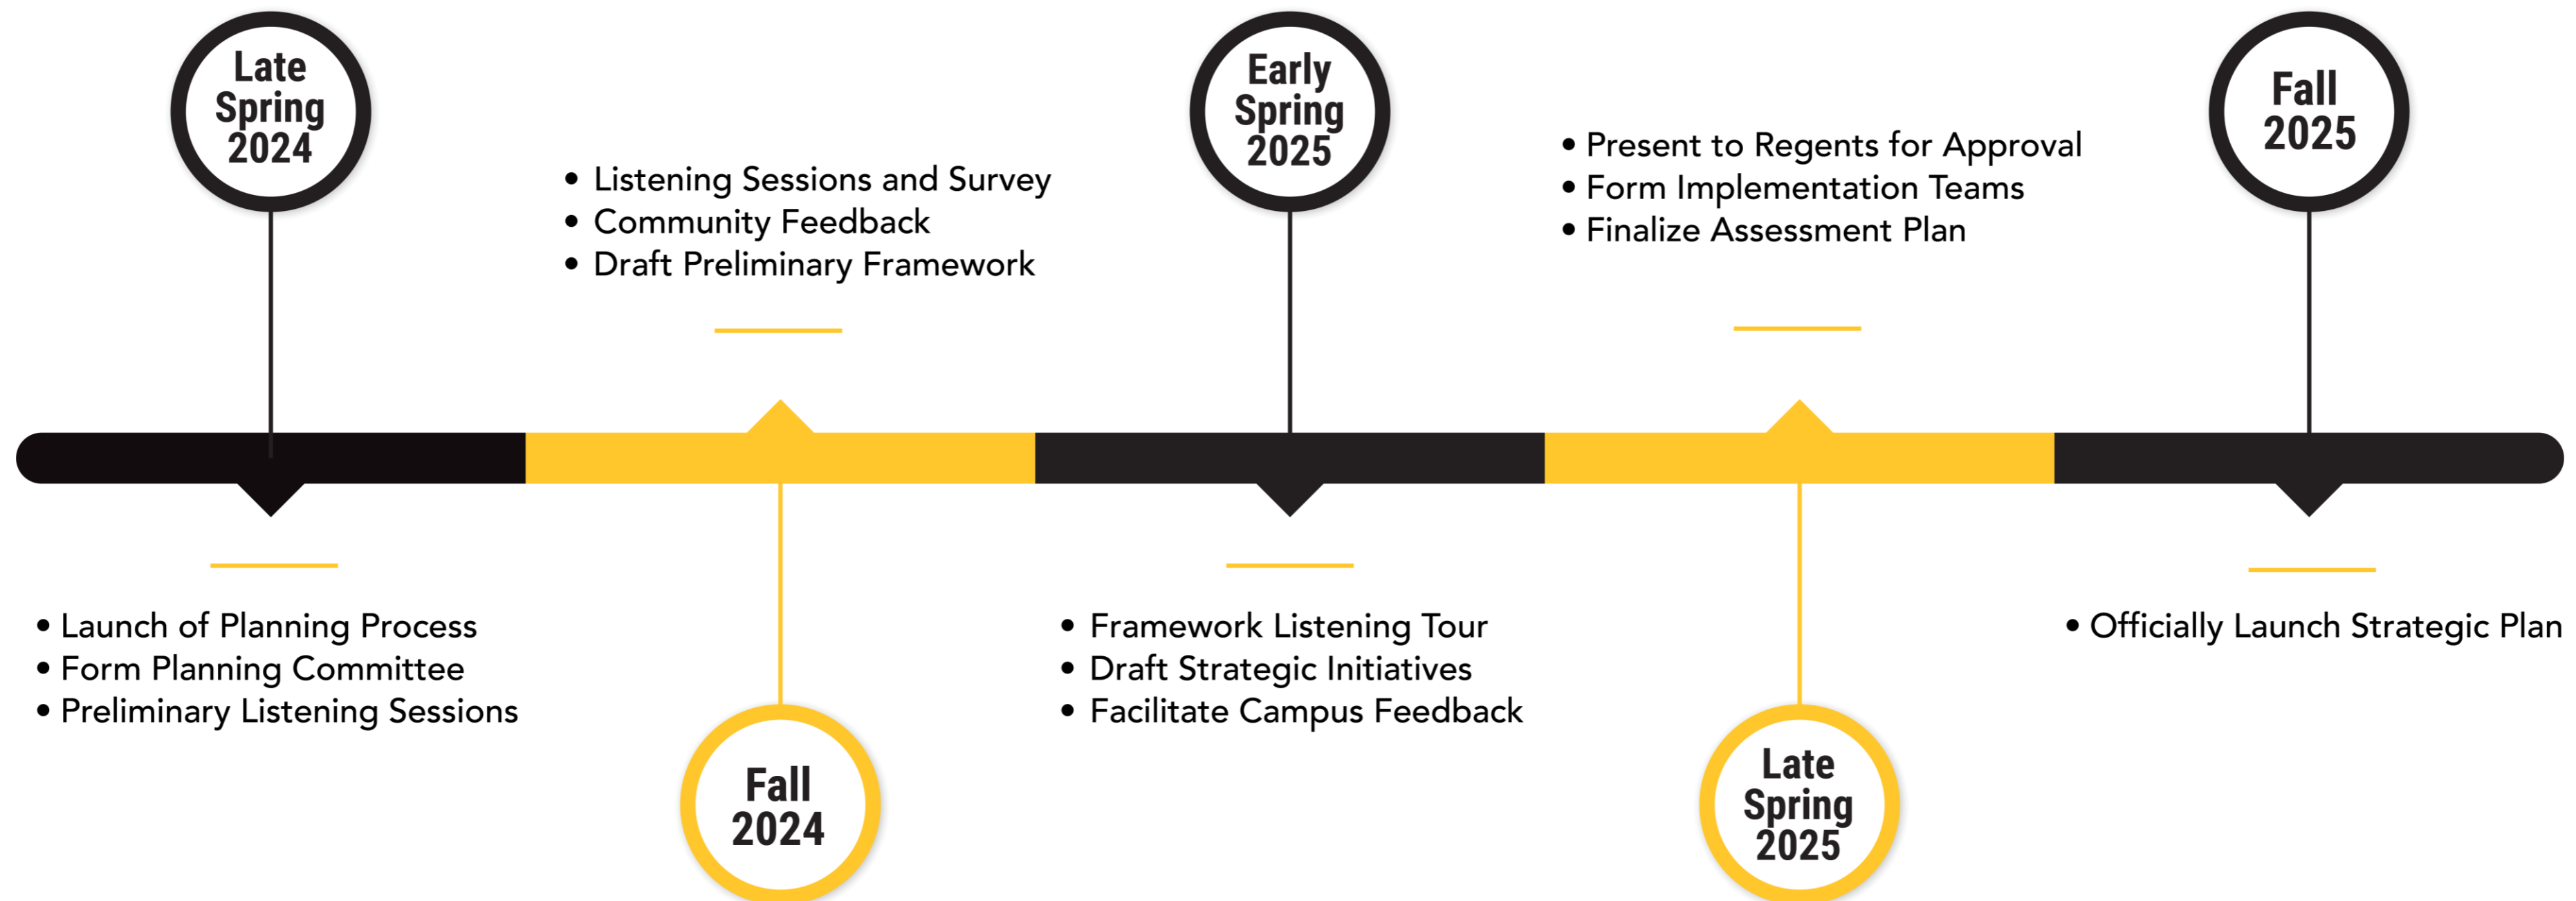 Late
Spring
2024
• Launch of Planning Process
• Form Planning Committee
• Preliminary Listening Sessions
• Listening Sessions and Survey
• Community Feedback
• Draft Preliminary Framework
Fall
2024
Early
Spring
2025
• Framework Listening Tour
• Draft Strategic Initiatives
• Facilitate Campus Feedback
• Present to Regents for Approval
• Form Implementation Teams
• Finalize Assessment Plan
Late
Spring
2025
Fall
2025
• Officially Launch Strategic Plan